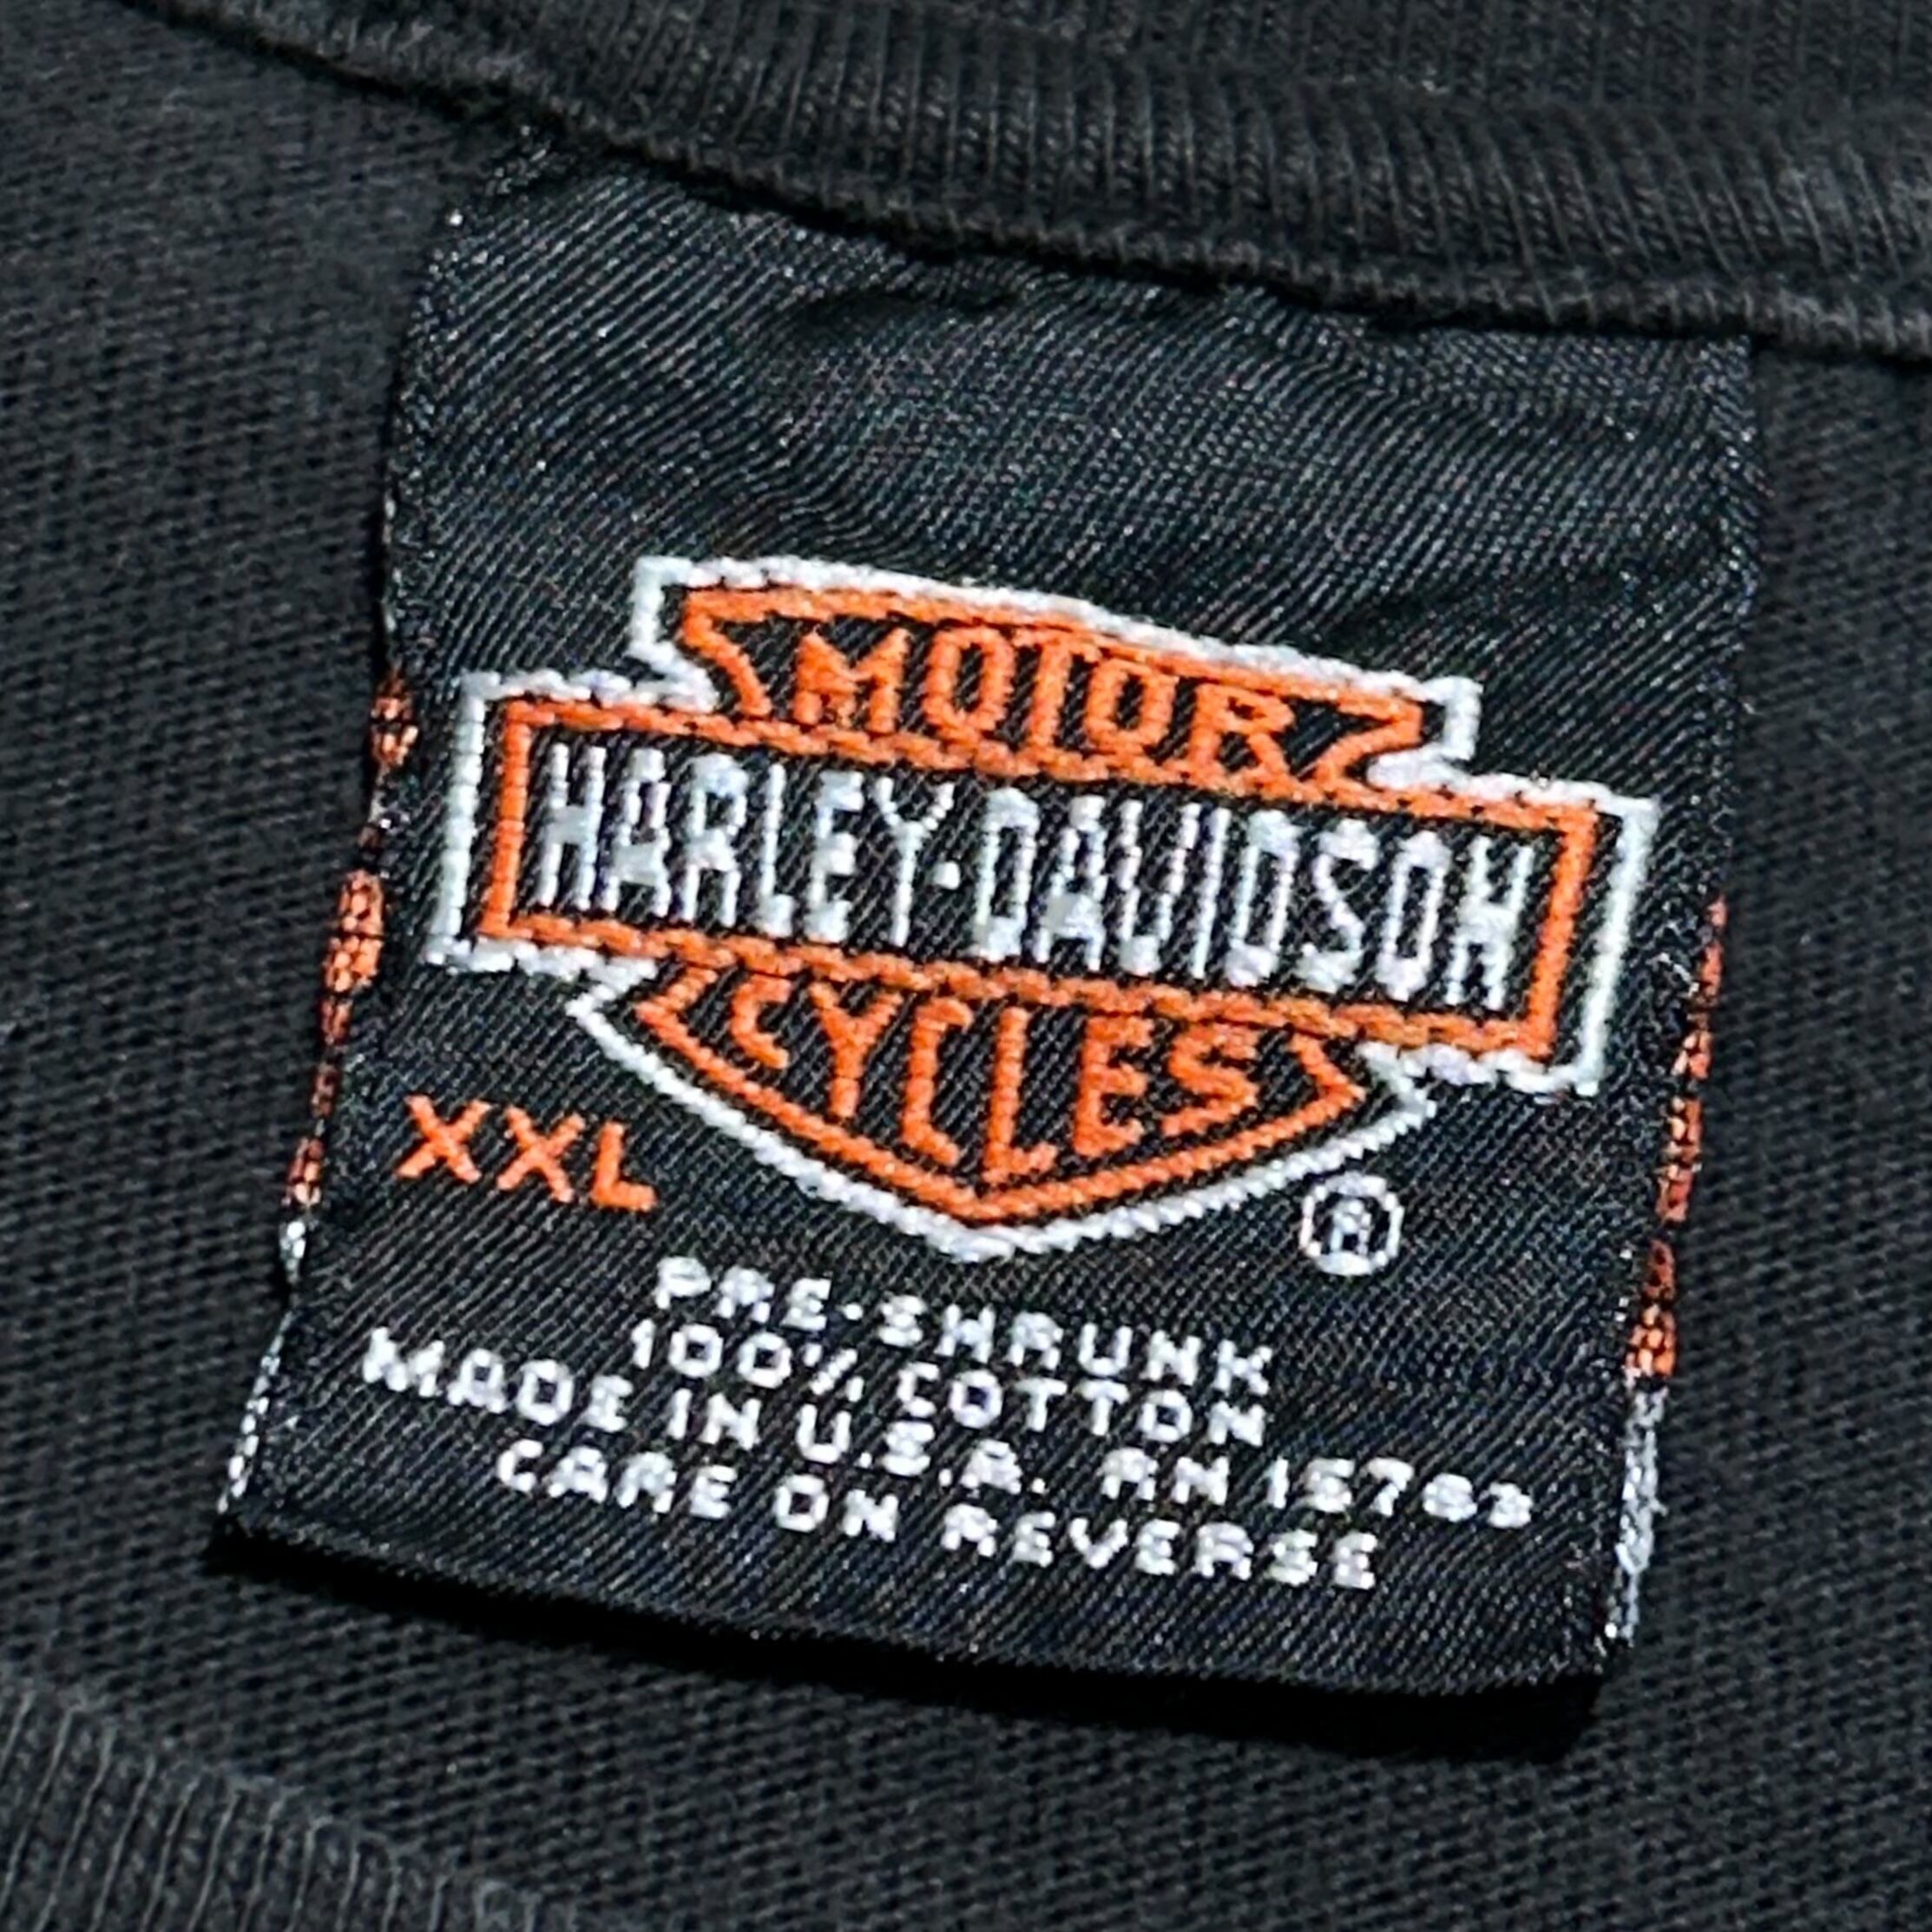 MOTOR
HARLEY-DAVIDSON
CYCLES
XXL
®
PRE-SHRUNK
100% COTTON
MADE IN U.S.A. RN 15763
CARE ON REVERSE